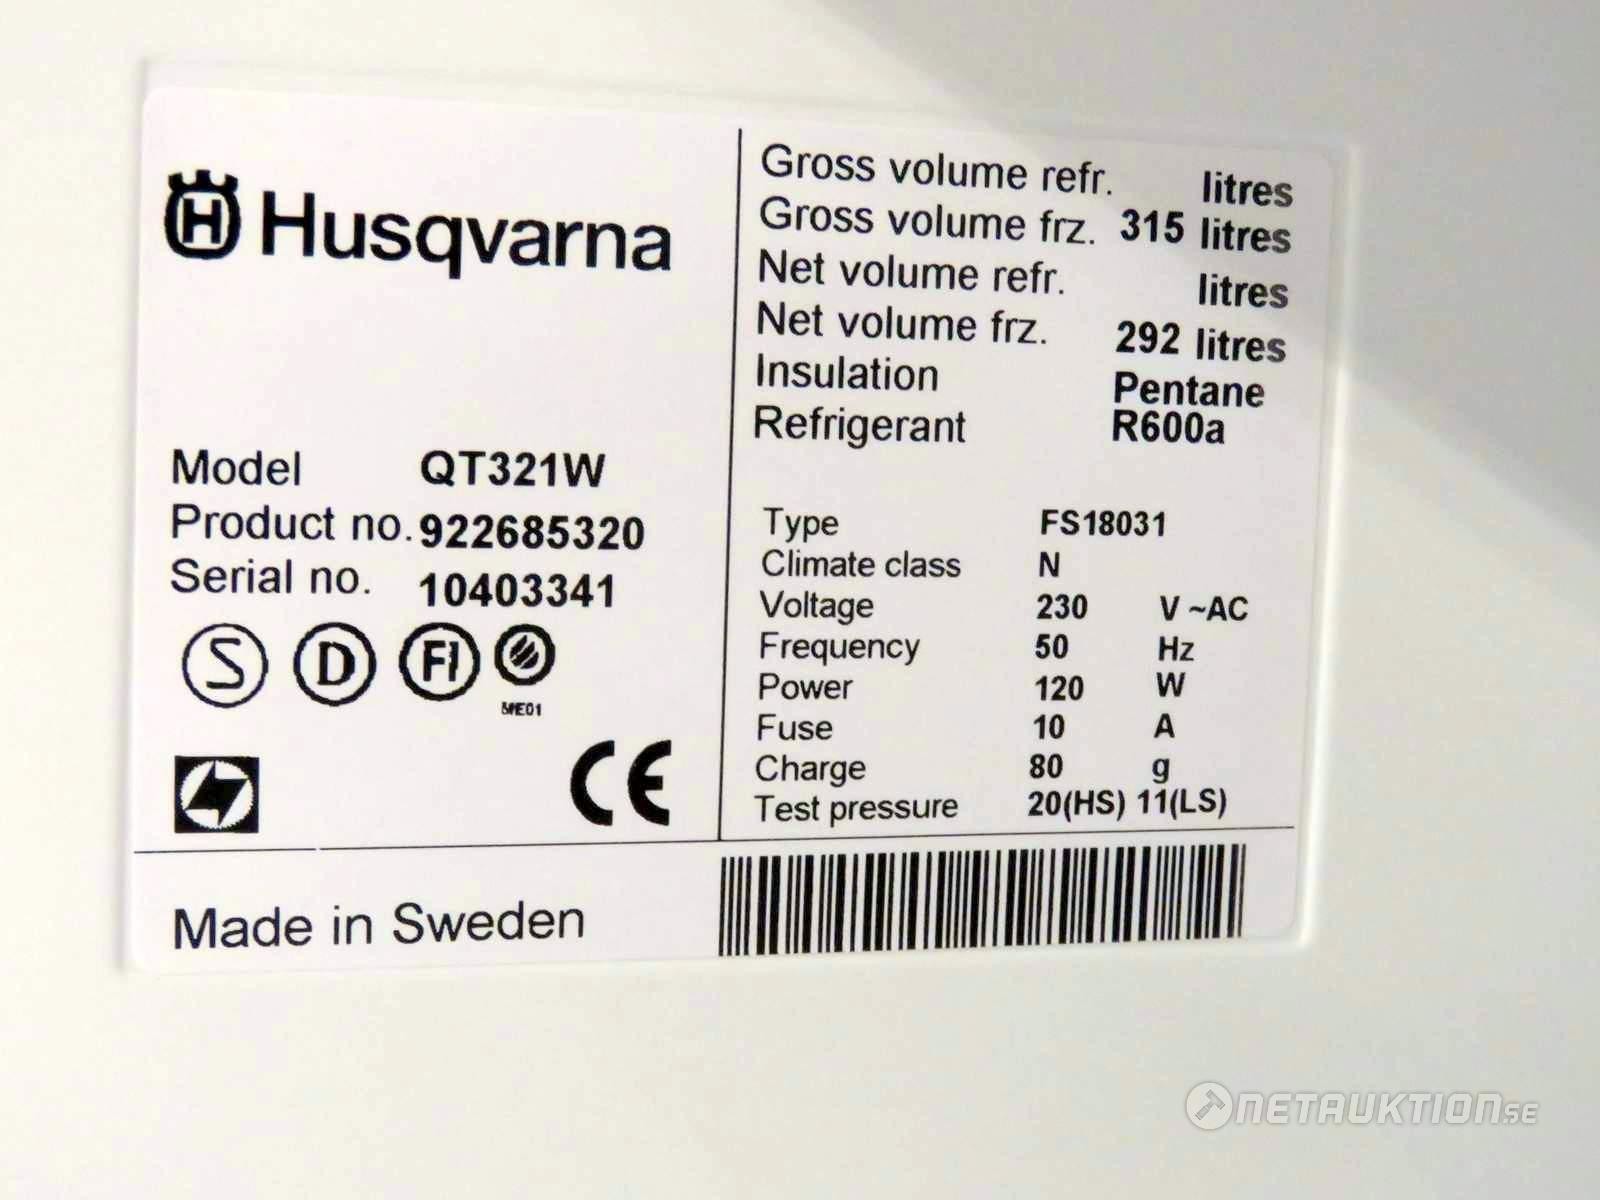 Husqvarna
Model QT321W
Product no. 922685320
Serial no. 10403341
S D FI
ME01
CE
Gross volume refr. litres
Gross volume frz. 315 litres
Net volume refr. litres
Net volume frz. 292 litres
Insulation Pentane
Refrigerant R600a
Type FS18031
Climate class N
Voltage 230 V ~AC
Frequency 50 Hz
Power 120 W
Fuse 10 A
Charge 80 g
Test pressure 20(HS) 11(LS)
Made in Sweden
NETAUKTION.SE